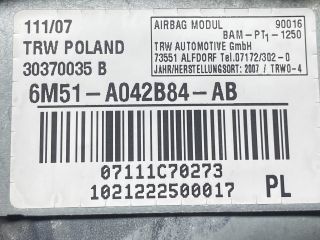 111/07
TRW POLAND
30370035 B
AIRBAG MODUL 90016
BAM-PT1-1250
TRW AUTOMOTIVE GmbH
73551 ALFDORF Tel.07172/302-0
JAHR/HERSTELLUNGSORT: 2007 / TRWO-4
6M51-A042B84-AB
07111C70273
1021222500017
PL